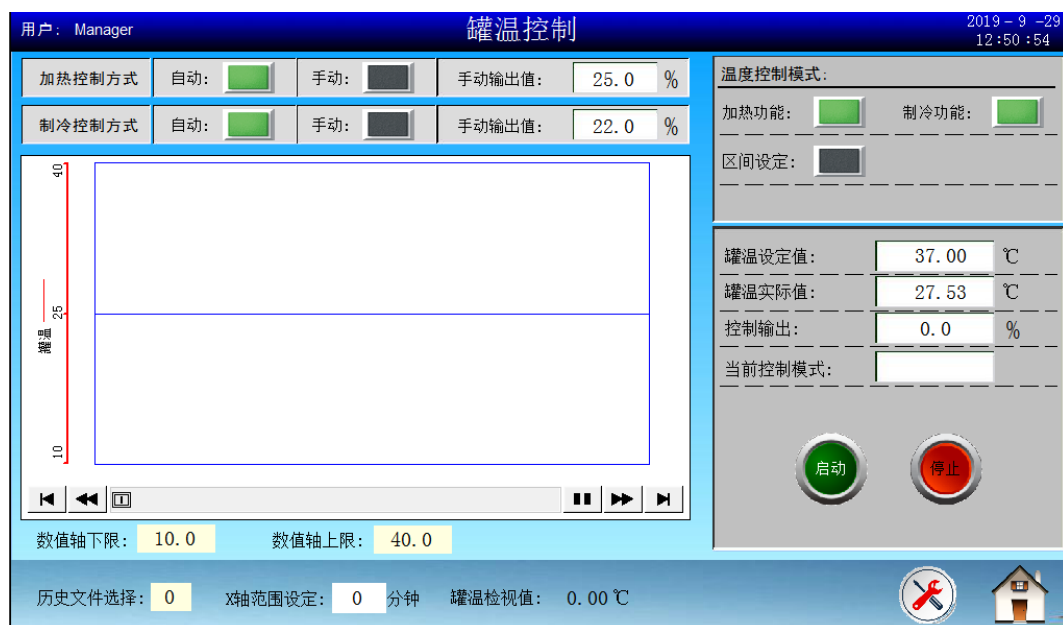 用户: Manager 罐温控制 2019-9-29
12:50:54
加热控制方式 自动: 手动: 手动输出值: 25.0 %
制冷控制方式 自动: 手动: 手动输出值: 22.0 %
40
25
10
罐温
数值轴下限: 10.0 数值轴上限: 40.0
温度控制模式:
加热功能: 制冷功能:
区间设定:
罐温设定值: 37.00 ℃
罐温实际值: 27.53 ℃
控制输出: 0.0 %
当前控制模式:
启动 停止
历史文件选择: 0 X轴范围设定: 0 分钟 罐温检视值: 0.00℃